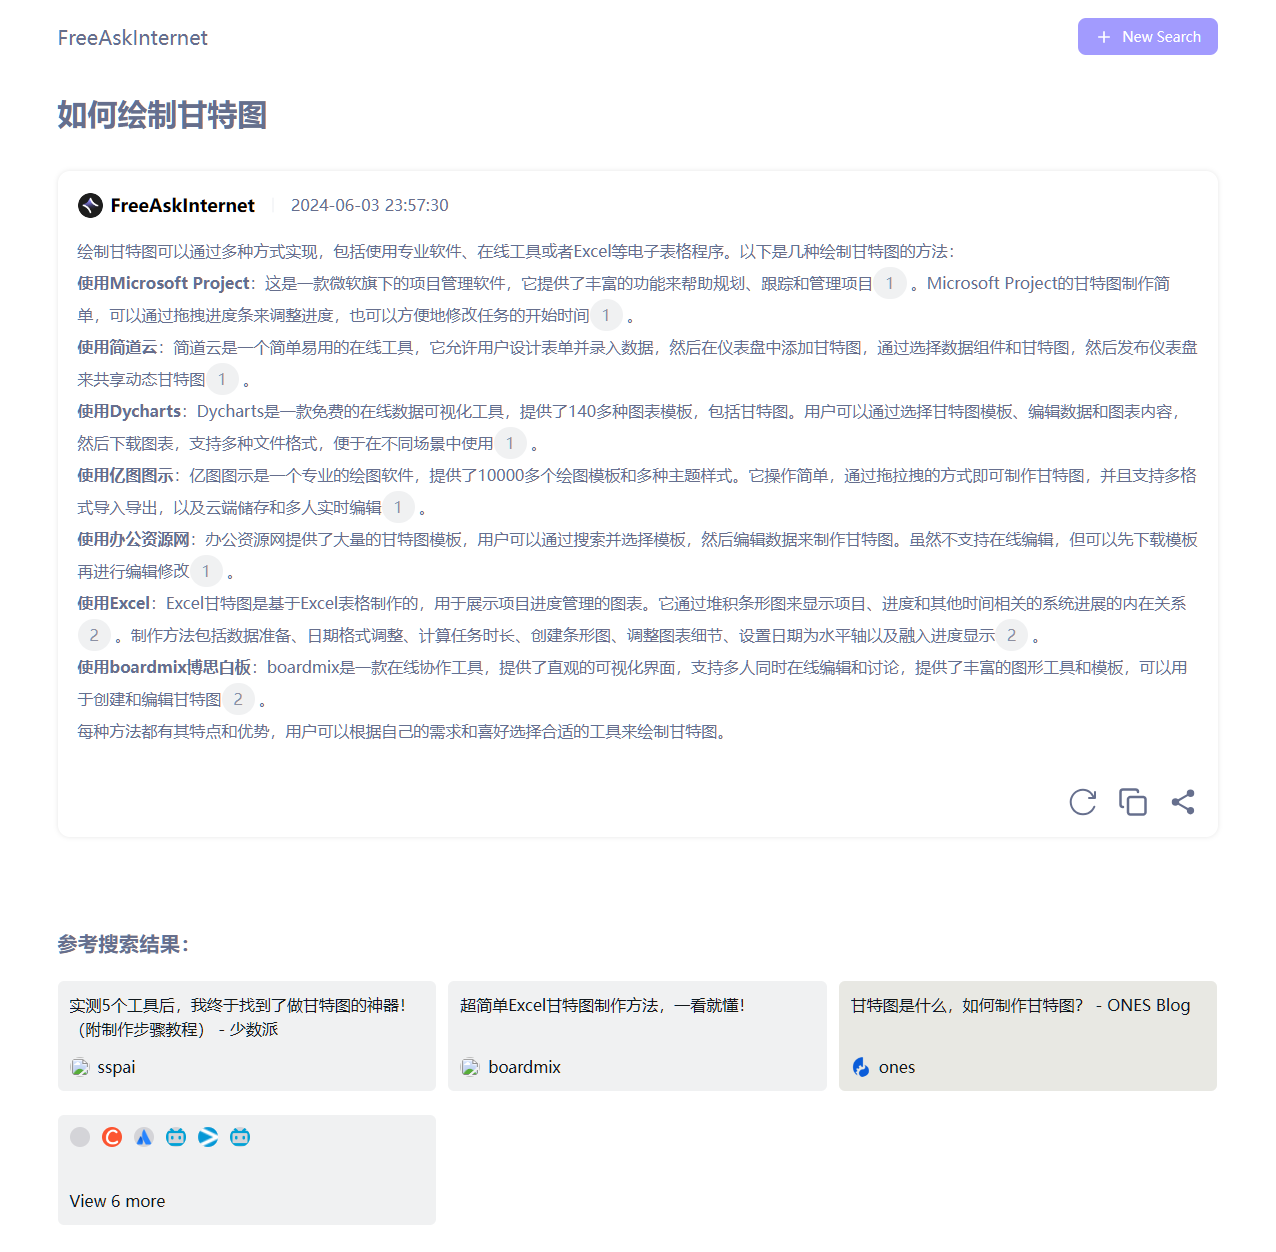 FreeAskInternet
New Search
如何绘制甘特图
FreeAskInternet
2024-06-03 23:57:30
绘制甘特图可以通过多种方式实现，包括使用专业软件、在线工具或者Excel等电子表格程序。以下是几种绘制甘特图的方法：
使用Microsoft Project：这是一款微软旗下的项目管理软件，它提供了丰富的功能来帮助规划、跟踪和管理项目 1 。Microsoft Project的甘特图制作简
单，可以通过拖拽进度条来调整进度，也可以方便地修改任务的开始时间 1 。
使用简道云：简道云是一个简单易用的在线工具，它允许用户设计表单并录入数据，然后在仪表盘中添加甘特图，通过选择数据组件和甘特图，然后发布仪表盘
来共享动态甘特图 1 。
使用Dycharts：Dycharts是一款免费的在线数据可视化工具，提供了140多种图表模板，包括甘特图。用户可以通过选择甘特图模板、编辑数据和图表内容，
然后下载图表，支持多种文件格式，便于在不同场景中使用 1 。
使用亿图图示：亿图图示是一个专业的绘图软件，提供了10000多个绘图模板和多种主题样式。它操作简单，通过拖拉拽的方式即可制作甘特图，并且支持多格
式导入导出，以及云端储存和多人实时编辑 1 。
使用办公资源网：办公资源网提供了大量的甘特图模板，用户可以通过搜索并选择模板，然后编辑数据来制作甘特图。虽然不支持在线编辑，但可以先下载模板
再进行编辑修改 1 。
使用Excel：Excel甘特图是基于Excel表格制作的，用于展示项目进度管理的图表。它通过堆积条形图来显示项目、进度和其他时间相关的系统进展的内在关系
2 。制作方法包括数据准备、日期格式调整、计算任务时长、创建条形图、调整图表细节、设置日期为水平轴以及融入进度显示 2 。
使用boardmix博思白板：boardmix是一款在线协作工具，提供了直观的可视化界面，支持多人同时在线编辑和讨论，提供了丰富的图形工具和模板，可以用
于创建和编辑甘特图 2 。
每种方法都有其特点和优势，用户可以根据自己的需求和喜好选择合适的工具来绘制甘特图。
参考搜索结果：
实测5个工具后，我终于找到了做甘特图的神器！
（附制作步骤教程） - 少数派
sspai
超简单Excel甘特图制作方法，一看就懂！
boardmix
甘特图是什么，如何制作甘特图？ - ONES Blog
ones
View 6 more